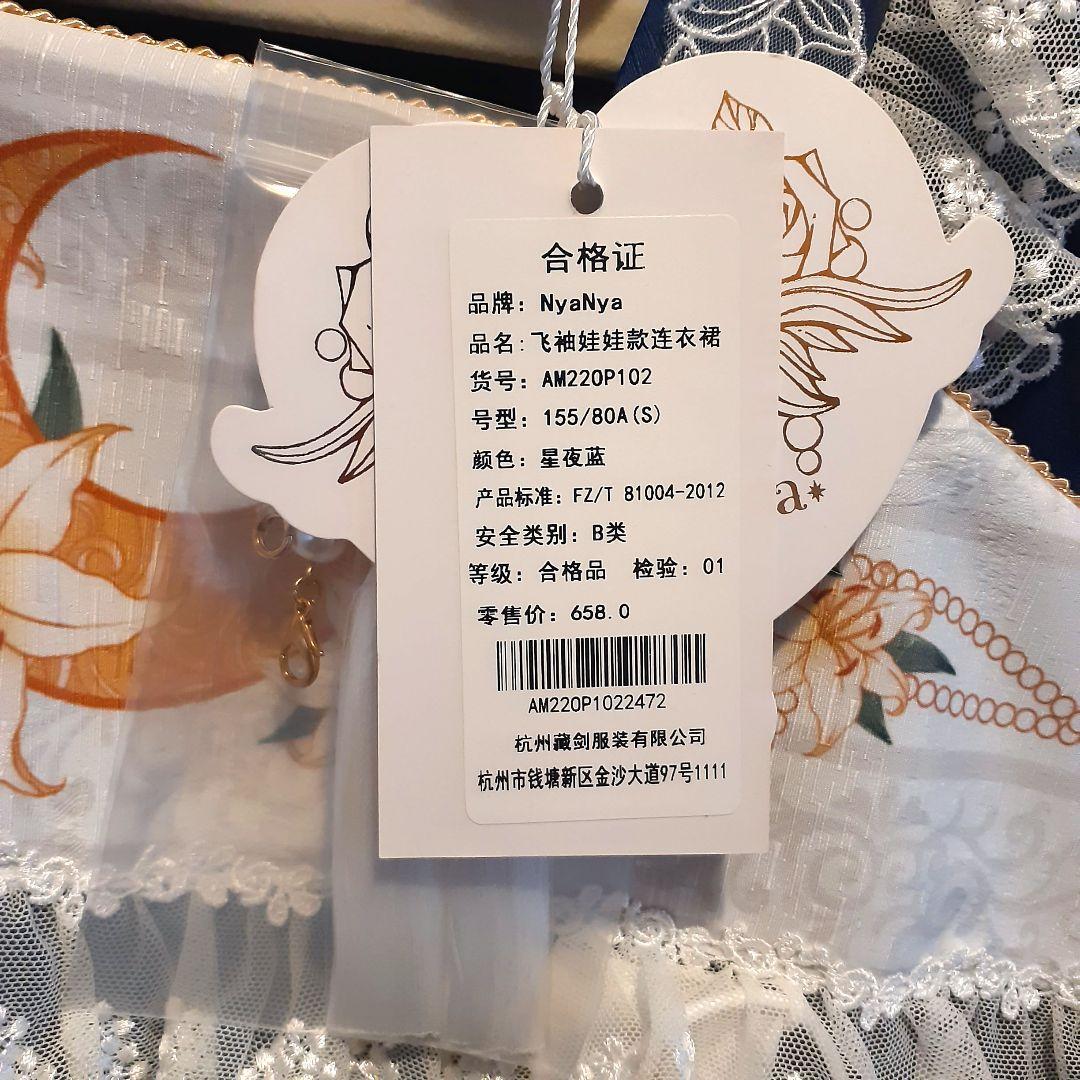 合格证
品牌: NyaNya
品名:飞袖娃娃款连衣裙
货号: AM220P102
号型: 155/80A(S)
颜色: 星夜蓝
产品标准: FZ/T 81004-2012
安全类别: B类
等级: 合格品 检验: 01
零售价: 658.0
AM220P1022472
杭州藏剑服装有限公司
杭州市钱塘新区金沙大道97号1111